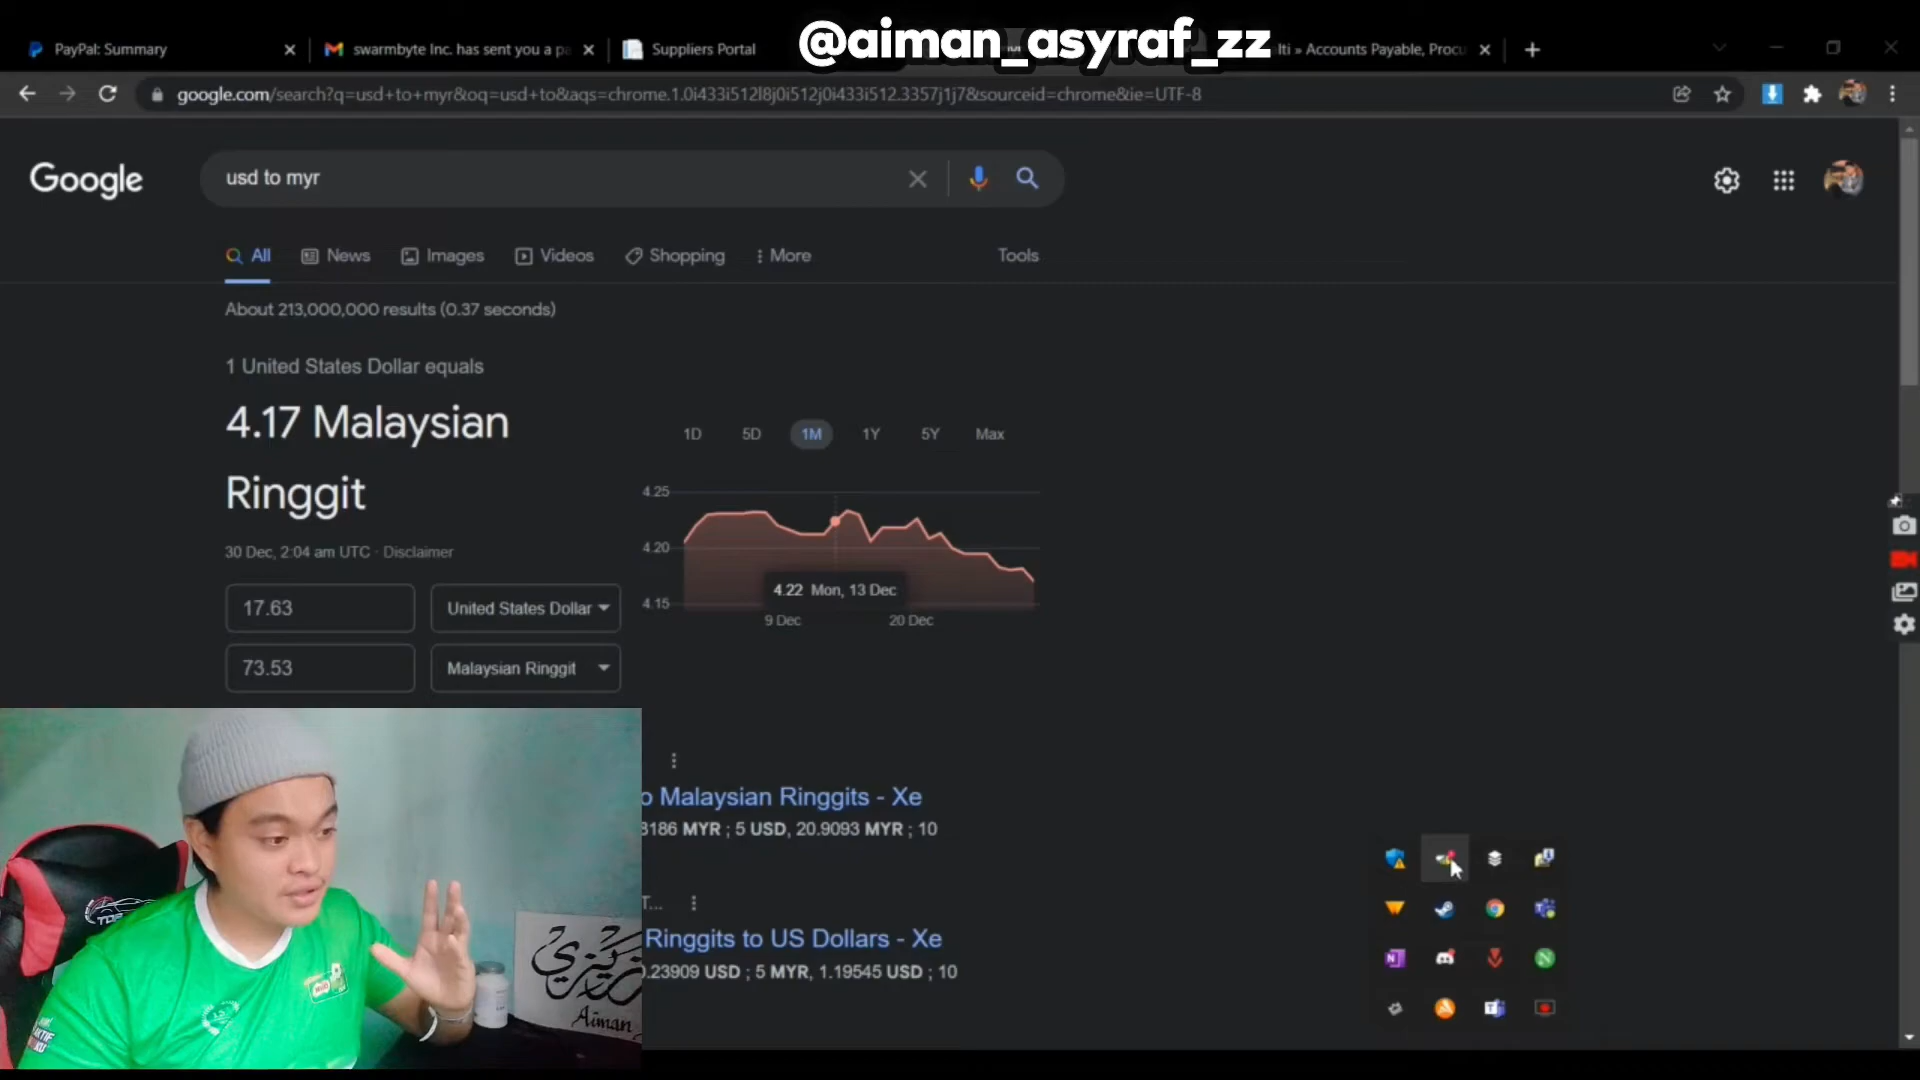 @aiman_asyraf_zz
PayPal: Summary
swarmbyte Inc. has sent you a pa
Suppliers Portal
lti » Accounts Payable, Procu
google.com/search?q=usd+to+myr&oq=usd+to&aqs=chrome.1.0i433i512l8j0i512j0i433i512.3357j1j7&sourceid=chrome&ie=UTF-8
Google
usd to myr
All
News
Images
Videos
Shopping
More
Tools
About 213,000,000 results (0.37 seconds)
1 United States Dollar equals
4.17 Malaysian
Ringgit
30 Dec, 2:04 am UTC · Disclaimer
17.63
United States Dollar
73.53
Malaysian Ringgit
1D
5D
1M
1Y
5Y
Max
4.25
4.20
4.15
4.22 Mon, 13 Dec
9 Dec
20 Dec
o Malaysian Ringgits - Xe
3186 MYR ; 5 USD, 20.9093 MYR ; 10
T...
Ringgits to US Dollars - Xe
.23909 USD ; 5 MYR, 1.19545 USD ; 10
Aiman